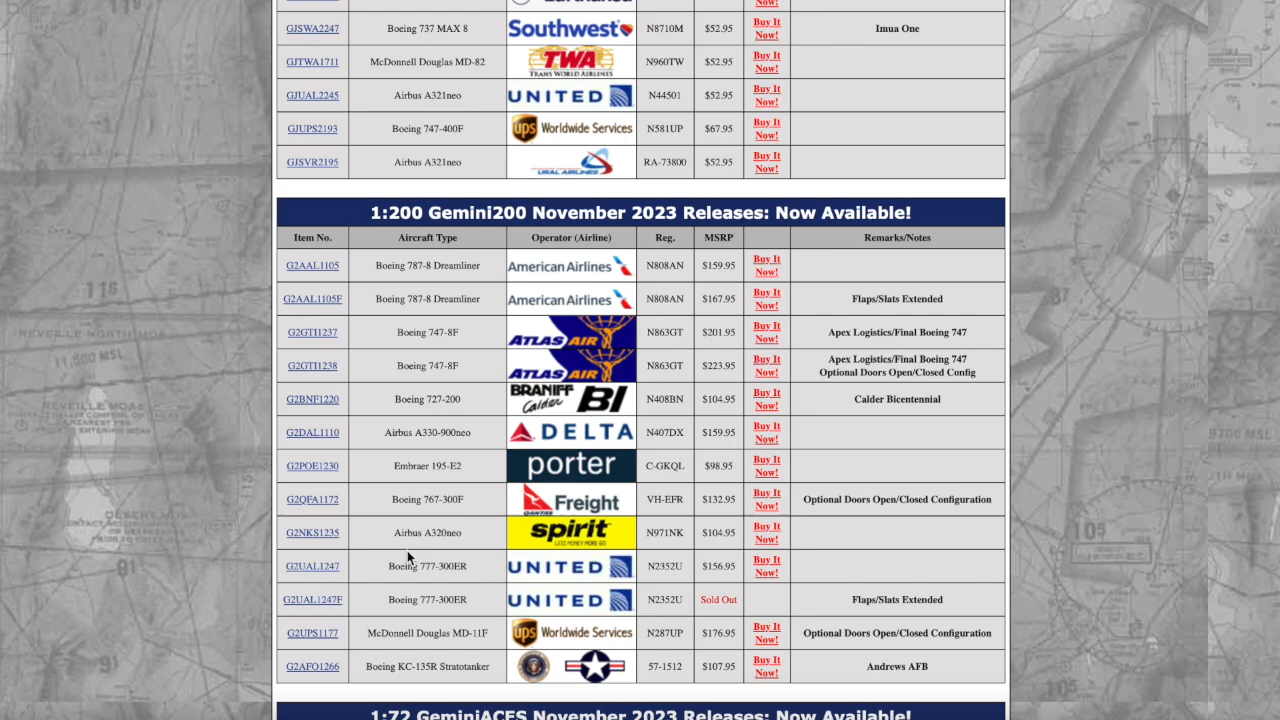 Now!
GJSWA2247 Boeing 737 MAX 8 Southwest N8710M $52.95 Buy It Now! Imua One
GJTWA1711 McDonnell Douglas MD-82 TWA TRANS WORLD AIRLINES N960TW $52.95 Buy It Now!
GJUAL2245 Airbus A321neo UNITED N44501 $52.95 Buy It Now!
GJUPS2193 Boeing 747-400F ups Worldwide Services N581UP $67.95 Buy It Now!
GJSVR2195 Airbus A321neo URAL AIRLINES RA-73800 $52.95 Buy It Now!
1:200 Gemini200 November 2023 Releases: Now Available!
Item No. Aircraft Type Operator (Airline) Reg. MSRP Remarks/Notes
G2AAL1105 Boeing 787-8 Dreamliner American Airlines N808AN $159.95 Buy It Now!
G2AAL1105F Boeing 787-8 Dreamliner American Airlines N808AN $167.95 Buy It Now! Flaps/Slats Extended
G2GTI1237 Boeing 747-8F ATLAS AIR N863GT $201.95 Buy It Now! Apex Logistics/Final Boeing 747
G2GTI1238 Boeing 747-8F ATLAS AIR N863GT $223.95 Buy It Now! Apex Logistics/Final Boeing 747 Optional Doors Open/Closed Config
G2BNF1220 Boeing 727-200 BRANIFF Calder BI N408BN $104.95 Buy It Now! Calder Bicentennial
G2DAL1110 Airbus A330-900neo DELTA N407DX $159.95 Buy It Now!
G2POE1230 Embraer 195-E2 porter C-GKQL $98.95 Buy It Now!
G2QFA1172 Boeing 767-300F QANTAS Freight VH-EFR $132.95 Buy It Now! Optional Doors Open/Closed Configuration
G2NKS1235 Airbus A320neo spirit LESS MONEY MORE GO N971NK $104.95 Buy It Now!
G2UAL1247 Boeing 777-300ER UNITED N2352U $156.95 Buy It Now!
G2UAL1247F Boeing 777-300ER UNITED N2352U Sold Out Flaps/Slats Extended
G2UPS1177 McDonnell Douglas MD-11F ups Worldwide Services N287UP $176.95 Buy It Now! Optional Doors Open/Closed Configuration
G2AFO1266 Boeing KC-135R Stratotanker 57-1512 $107.95 Buy It Now! Andrews AFB
1:72 GeminiACES November 2023 Releases: Now Available!